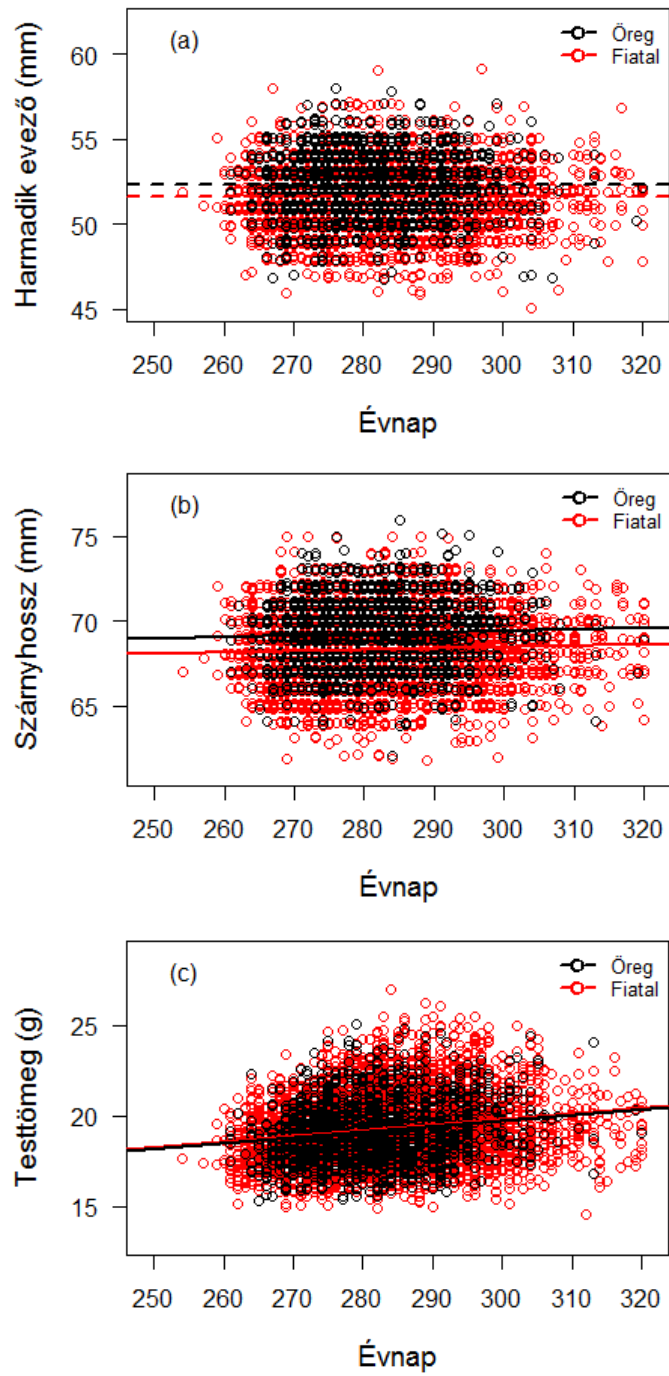 (a)
Öreg
Fiatal
Harmadik evező (mm)
60
55
50
45
250 260 270 280 290 300 310 320
Évnap
(b)
Öreg
Fiatal
Szárnyhossz (mm)
75
70
65
250 260 270 280 290 300 310 320
Évnap
(c)
Öreg
Fiatal
Testtömeg (g)
25
20
15
250 260 270 280 290 300 310 320
Évnap